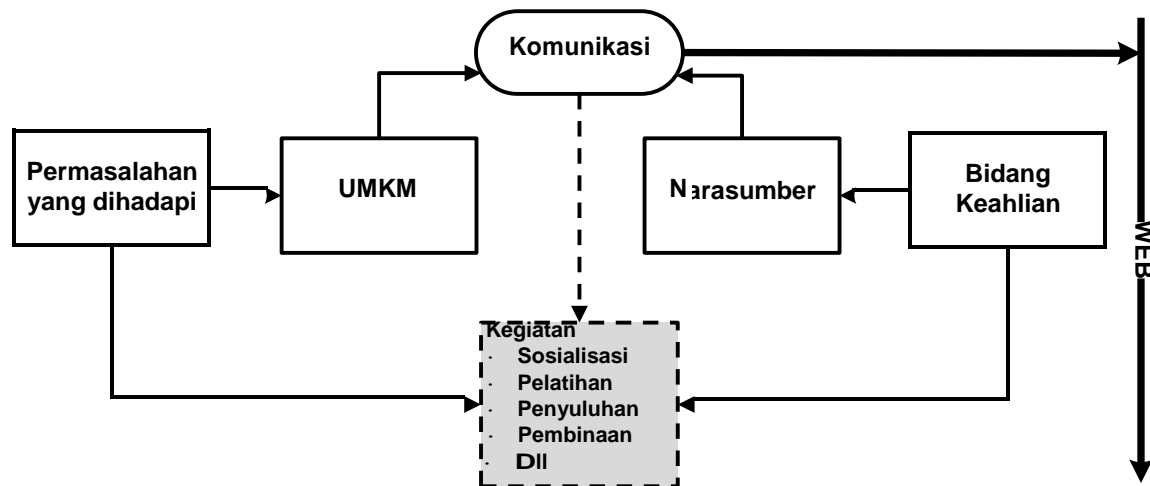 Komunikasi
Permasalahan
yang dihadapi
UMKM
Narasumber
Bidang
Keahlian
WEB
Kegiatan
· Sosialisasi
· Pelatihan
· Penyuluhan
· Pembinaan
· Dll